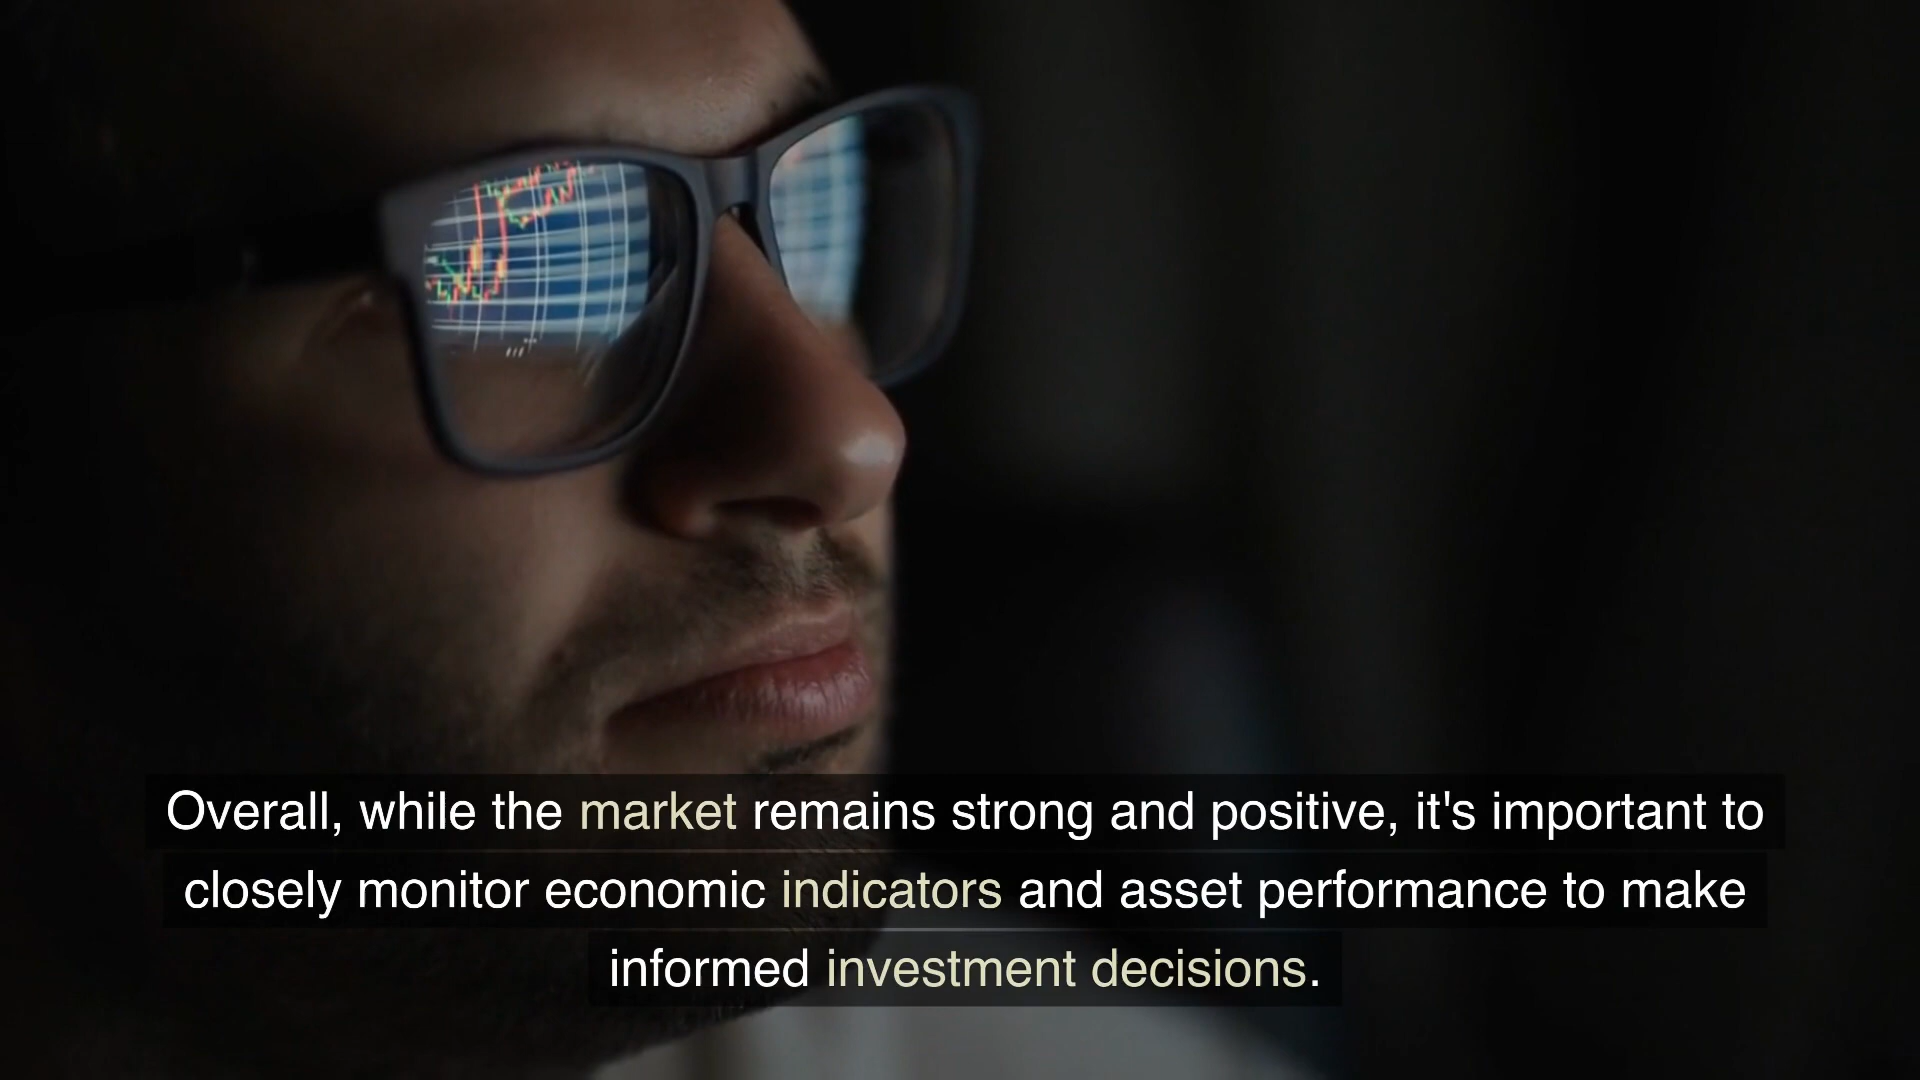 Overall, while the market remains strong and positive, it's important to
closely monitor economic indicators and asset performance to make
informed investment decisions.